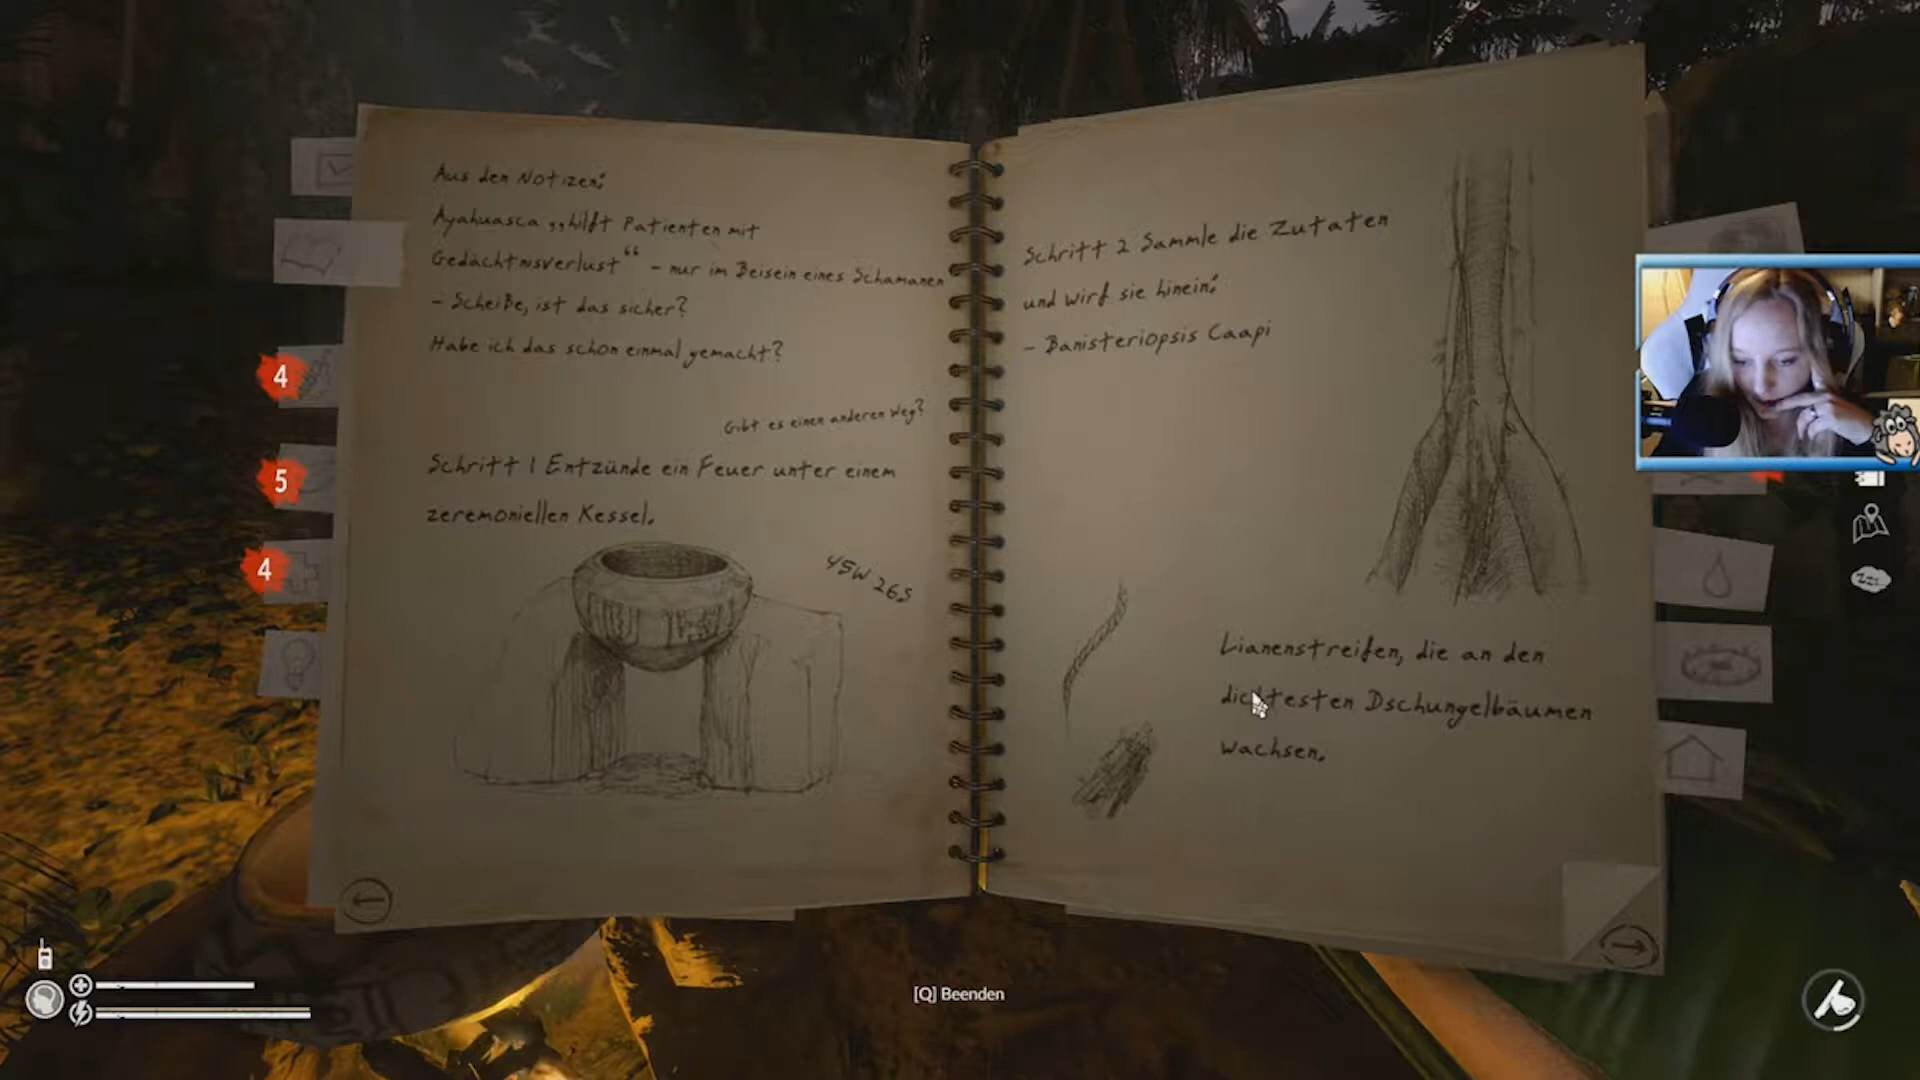 Aus den Notizen:
Ayahuasca „hilft Patienten mit
Gedächtnisverlust“ - nur im Beisein eines Schamanen
- Scheiße, ist das sicher?
Habe ich das schon einmal gemacht?
Gibt es einen anderen Weg?
Schritt 1 Entzünde ein Feuer unter einem
zeremoniellen Kessel.
45W 26S
Schritt 2 Sammle die Zutaten
und wirf sie hinein:
- Banisteriopsis Caapi
Lianenstreifen, die an den
dichtesten Dschungelbäumen
wachsen.
4
5
4
zzz
[Q] Beenden